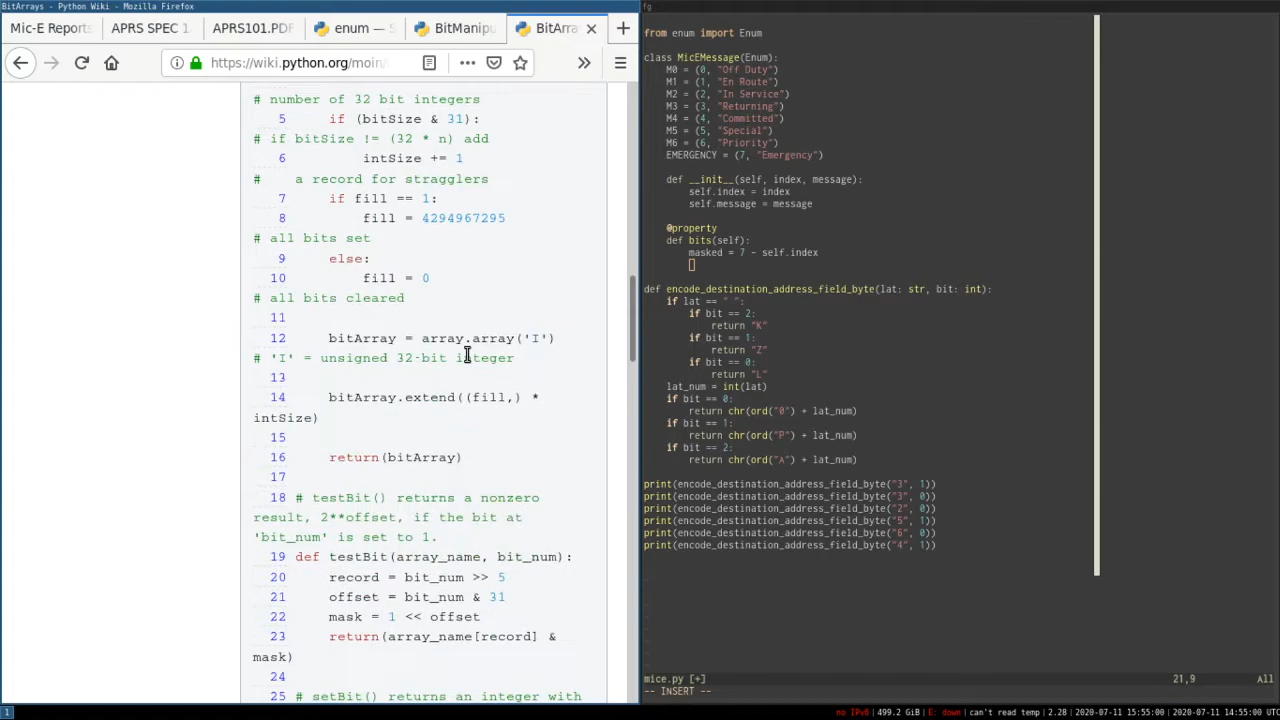 BitArrays - Python Wiki - Mozilla Firefox
Mic-E Reports
APRS SPEC 1
APRS101.PDF
enum — S
BitManipu
BitArra
https://wiki.python.org/moin/
# number of 32 bit integers
5 if (bitSize & 31):
# if bitSize != (32 * n) add
6 intSize += 1
# a record for stragglers
7 if fill == 1:
8 fill = 4294967295
# all bits set
9 else:
10 fill = 0
# all bits cleared
11
12 bitArray = array.array('I')
# 'I' = unsigned 32-bit integer
13
14 bitArray.extend((fill,) *
intSize)
15
16 return(bitArray)
17
18 # testBit() returns a nonzero
result, 2**offset, if the bit at
'bit_num' is set to 1.
19 def testBit(array_name, bit_num):
20 record = bit_num >> 5
21 offset = bit_num & 31
22 mask = 1 << offset
23 return(array_name[record] &
mask)
24
25 # setBit() returns an integer with
fg
from enum import Enum
class MicEMessage(Enum):
M0 = (0, "Off Duty")
M1 = (1, "En Route")
M2 = (2, "In Service")
M3 = (3, "Returning")
M4 = (4, "Committed")
M5 = (5, "Special")
M6 = (6, "Priority")
EMERGENCY = (7, "Emergency")
def __init__(self, index, message):
self.index = index
self.message = message
@property
def bits(self):
masked = 7 - self.index
def encode_destination_address_field_byte(lat: str, bit: int):
if lat == " ":
if bit == 2:
return "K"
if bit == 1:
return "Z"
if bit == 0:
return "L"
lat_num = int(lat)
if bit == 0:
return chr(ord("0") + lat_num)
if bit == 1:
return chr(ord("P") + lat_num)
if bit == 2:
return chr(ord("A") + lat_num)
print(encode_destination_address_field_byte("3", 1))
print(encode_destination_address_field_byte("3", 0))
print(encode_destination_address_field_byte("2", 0))
print(encode_destination_address_field_byte("5", 1))
print(encode_destination_address_field_byte("6", 0))
print(encode_destination_address_field_byte("4", 1))
~
~
~
~
~
~
~
~
mice.py [+] 21,9 All
-- INSERT --
1 no IPv6 | 499.2 GiB | E: down | can't read temp | 2.28 | 2020-07-11 15:55:00 | 2020-07-11 14:55:00 UTC